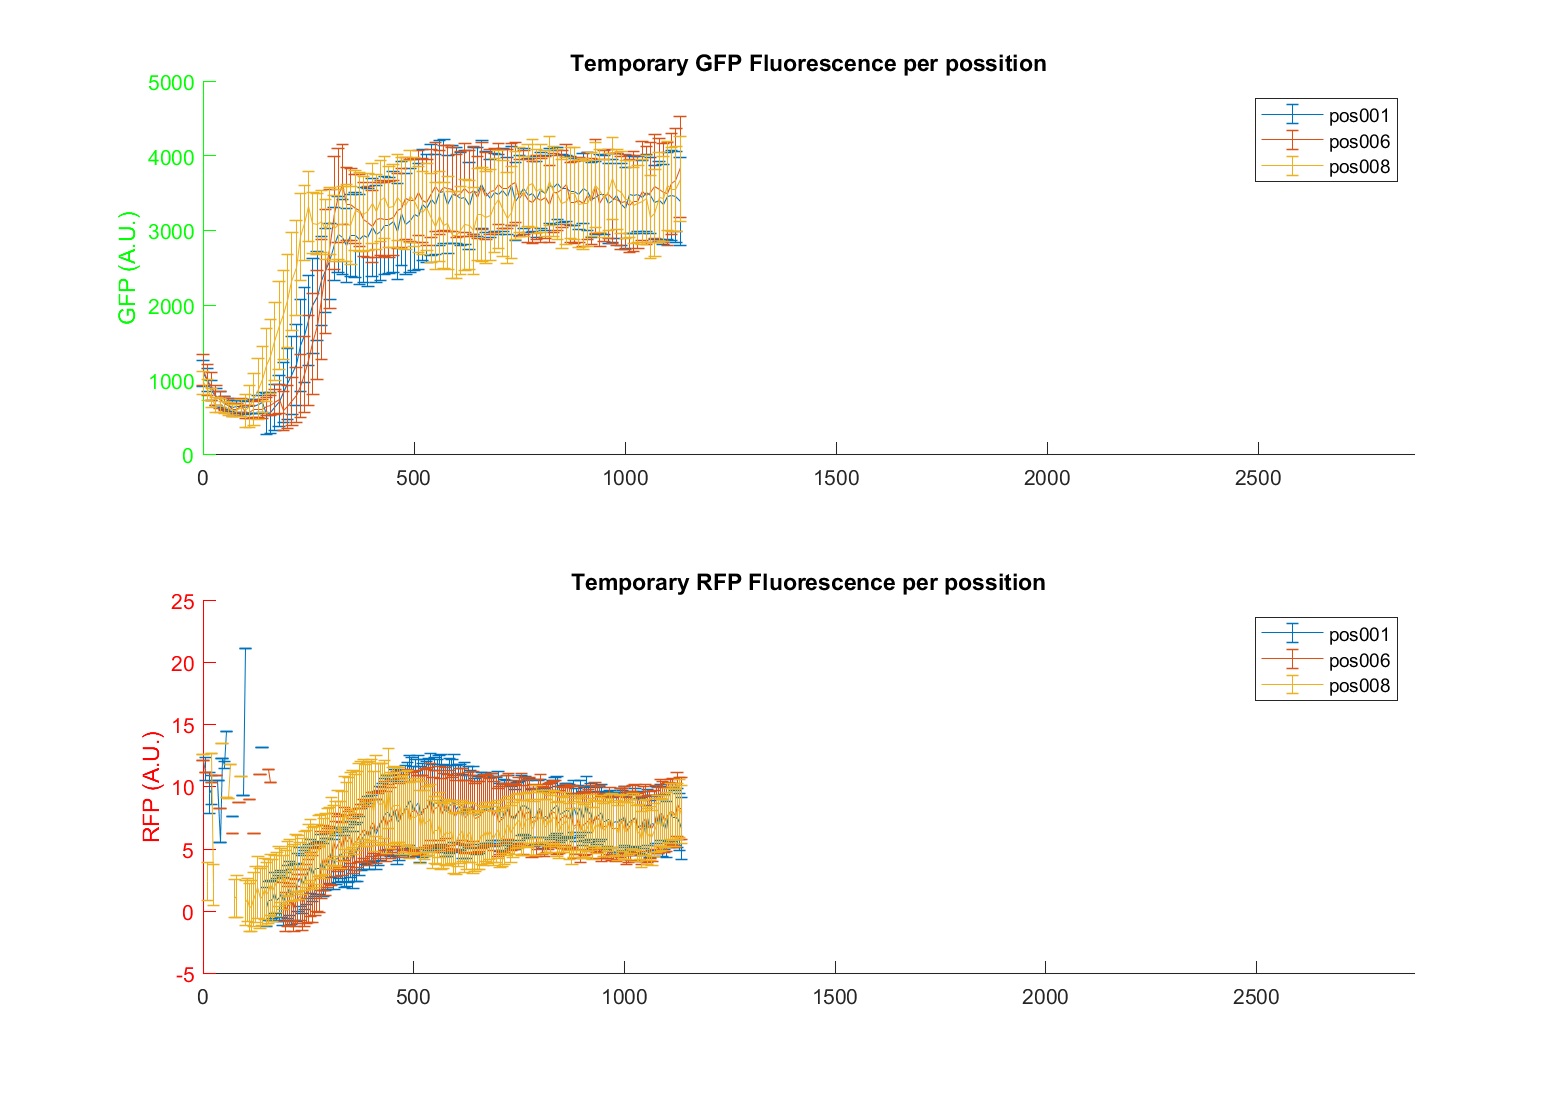 Temporary GFP Fluorescence per possition
5000
4000
3000
2000
1000
0
GFP (A.U.)
0 500 1000 1500 2000 2500
pos001
pos006
pos008
Temporary RFP Fluorescence per possition
25
20
15
10
5
0
-5
RFP (A.U.)
0 500 1000 1500 2000 2500
pos001
pos006
pos008